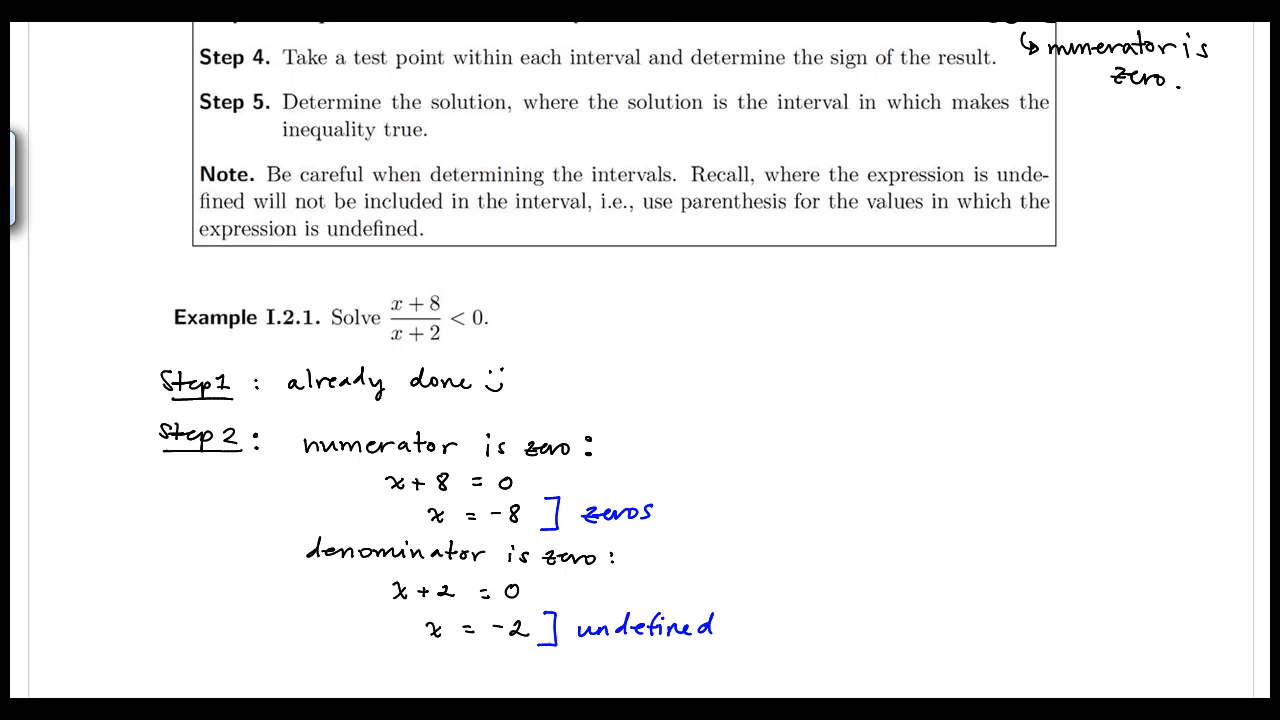 ↳ numerator is
zero.
Step 4. Take a test point within each interval and determine the sign of the result.
Step 5. Determine the solution, where the solution is the interval in which makes the
inequality true.
Note. Be careful when determining the intervals. Recall, where the expression is unde-
fined will not be included in the interval, i.e., use parenthesis for the values in which the
expression is undefined.
Example I.2.1. Solve (x + 8)/(x + 2) < 0.
Step 1 : already done :)
Step 2 : numerator is zero :
x + 8 = 0
x = -8 ] zeros
denominator is zero :
x + 2 = 0
x = -2 ] undefined